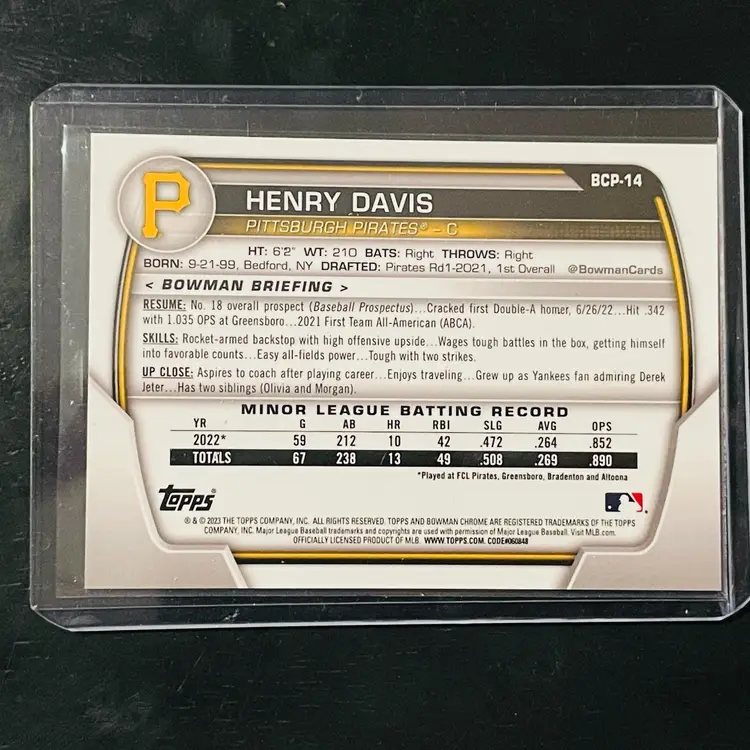 P
BCP-14
HENRY DAVIS
PITTSBURGH PIRATES® – C
HT: 6'2" WT: 210 BATS: Right THROWS: Right
BORN: 9-21-99, Bedford, NY DRAFTED: Pirates Rd1-2021, 1st Overall @BowmanCards
< BOWMAN BRIEFING >
RESUME: No. 18 overall prospect (Baseball Prospectus)...Cracked first Double-A homer, 6/26/22...Hit .342
with 1.035 OPS at Greensboro...2021 First Team All-American (ABCA).
SKILLS: Rocket-armed backstop with high offensive upside...Wages tough battles in the box, getting himself
into favorable counts...Easy all-fields power...Tough with two strikes.
UP CLOSE: Aspires to coach after playing career...Enjoys traveling...Grew up as Yankees fan admiring Derek
Jeter...Has two siblings (Olivia and Morgan).
MINOR LEAGUE BATTING RECORD
YR G AB HR RBI SLG AVG OPS
2022* 59 212 10 42 .472 .264 .852
TOTALS 67 238 13 49 .508 .269 .890
*Played at FCL Pirates, Greensboro, Bradenton and Altoona
Topps®
® & © 2023 THE TOPPS COMPANY, INC. ALL RIGHTS RESERVED. TOPPS AND BOWMAN CHROME ARE REGISTERED TRADEMARKS OF THE TOPPS
COMPANY, INC. Major League Baseball trademarks and copyrights are used with permission of Major League Baseball. Visit MLB.com.
OFFICIALLY LICENSED PRODUCT OF MLB. WWW.TOPPS.COM. CODE#060848